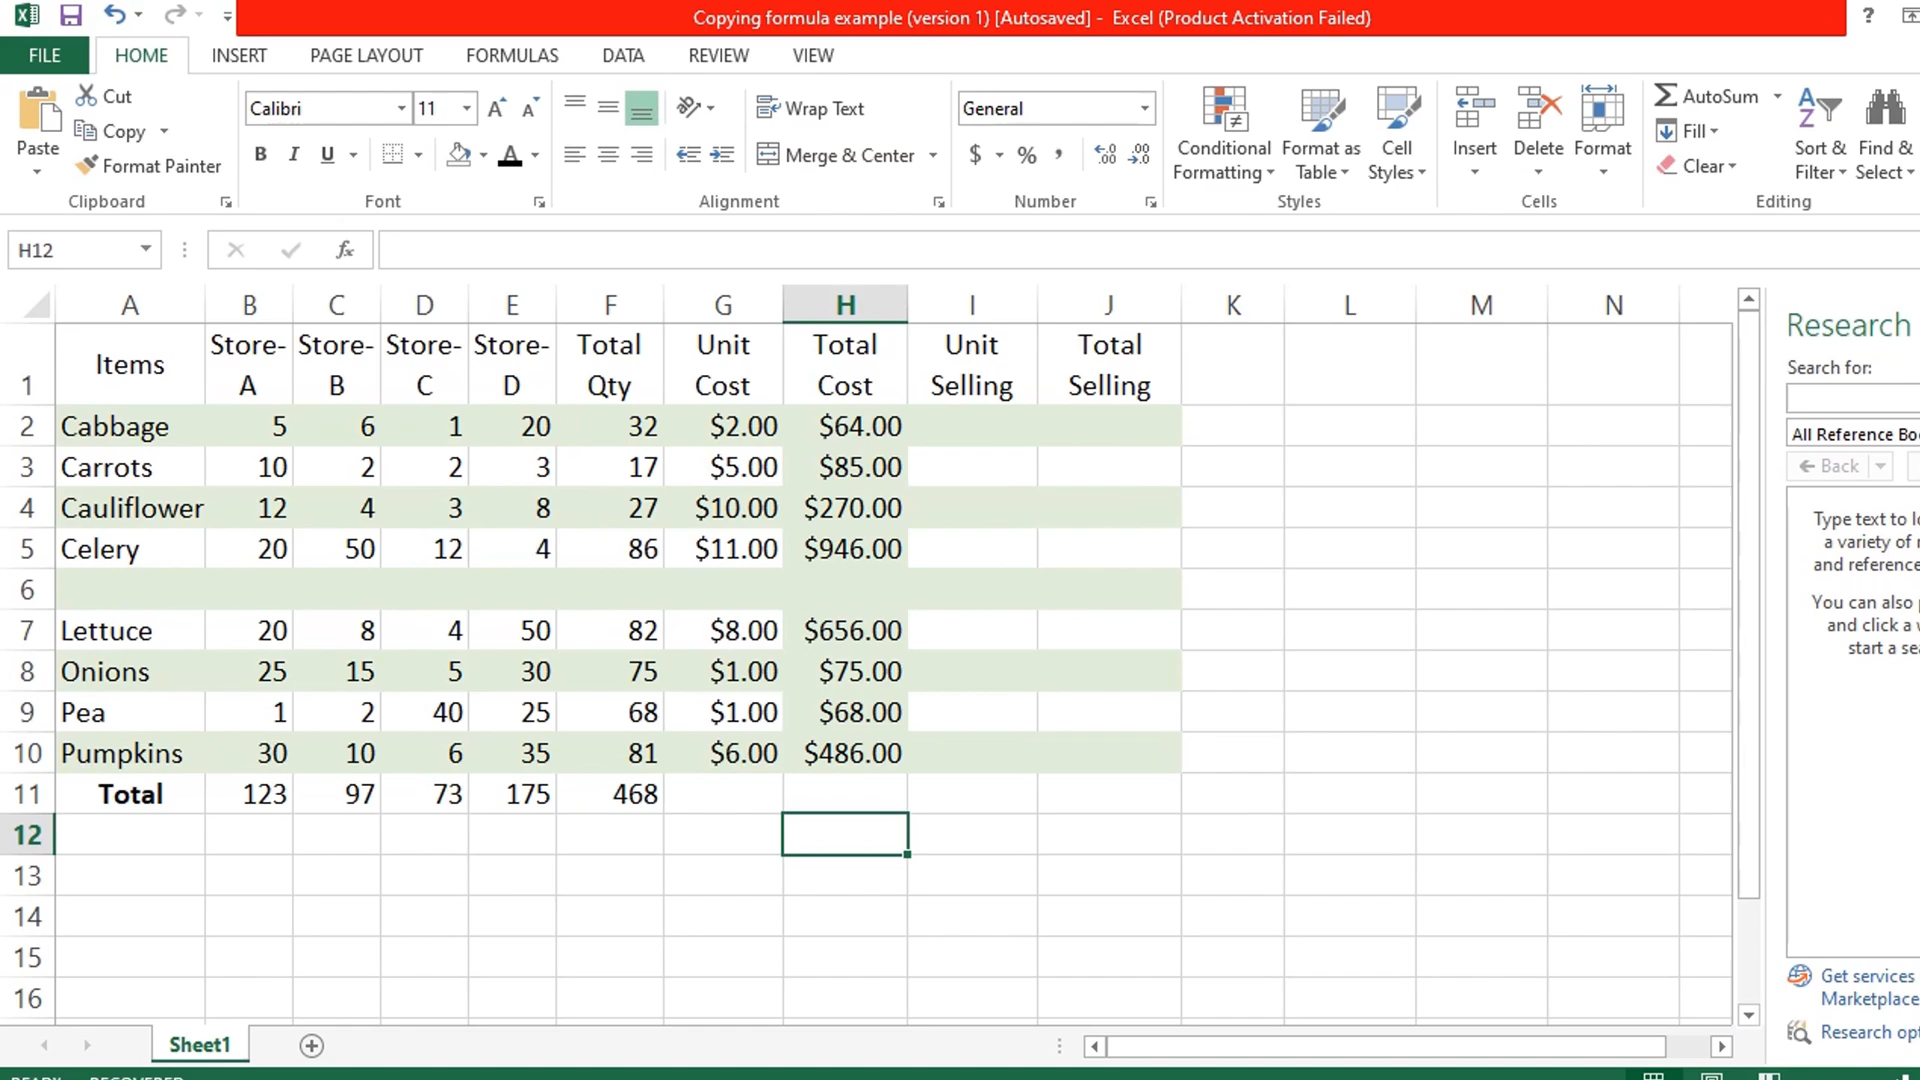 Copying formula example (version 1) [Autosaved] - Excel (Product Activation Failed)
?
FILE HOME INSERT PAGE LAYOUT FORMULAS DATA REVIEW VIEW
Paste
Cut
Copy
Format Painter
Clipboard
Calibri 11
B I U
Font
Wrap Text
Merge & Center
Alignment
General
$ % ,
Number
Conditional Formatting
Format as Table
Cell Styles
Styles
Insert Delete Format
Cells
AutoSum
Fill
Clear
Sort & Filter
Find & Select
Editing
H12 fx
A B C D E F G H I J K L M N
1 Items Store-A Store-B Store-C Store-D Total Qty Unit Cost Total Cost Unit Selling Total Selling
2 Cabbage 5 6 1 20 32 $2.00 $64.00
3 Carrots 10 2 2 3 17 $5.00 $85.00
4 Cauliflower 12 4 3 8 27 $10.00 $270.00
5 Celery 20 50 12 4 86 $11.00 $946.00
6
7 Lettuce 20 8 4 50 82 $8.00 $656.00
8 Onions 25 15 5 30 75 $1.00 $75.00
9 Pea 1 2 40 25 68 $1.00 $68.00
10 Pumpkins 30 10 6 35 81 $6.00 $486.00
11 Total 123 97 73 175 468
12
13
14
15
16
Research
Search for:
All Reference Bo
Back
Type text to l
a variety of
and reference
You can also
and click a
start a sea
Get services
Marketplace
Research opt
Sheet1